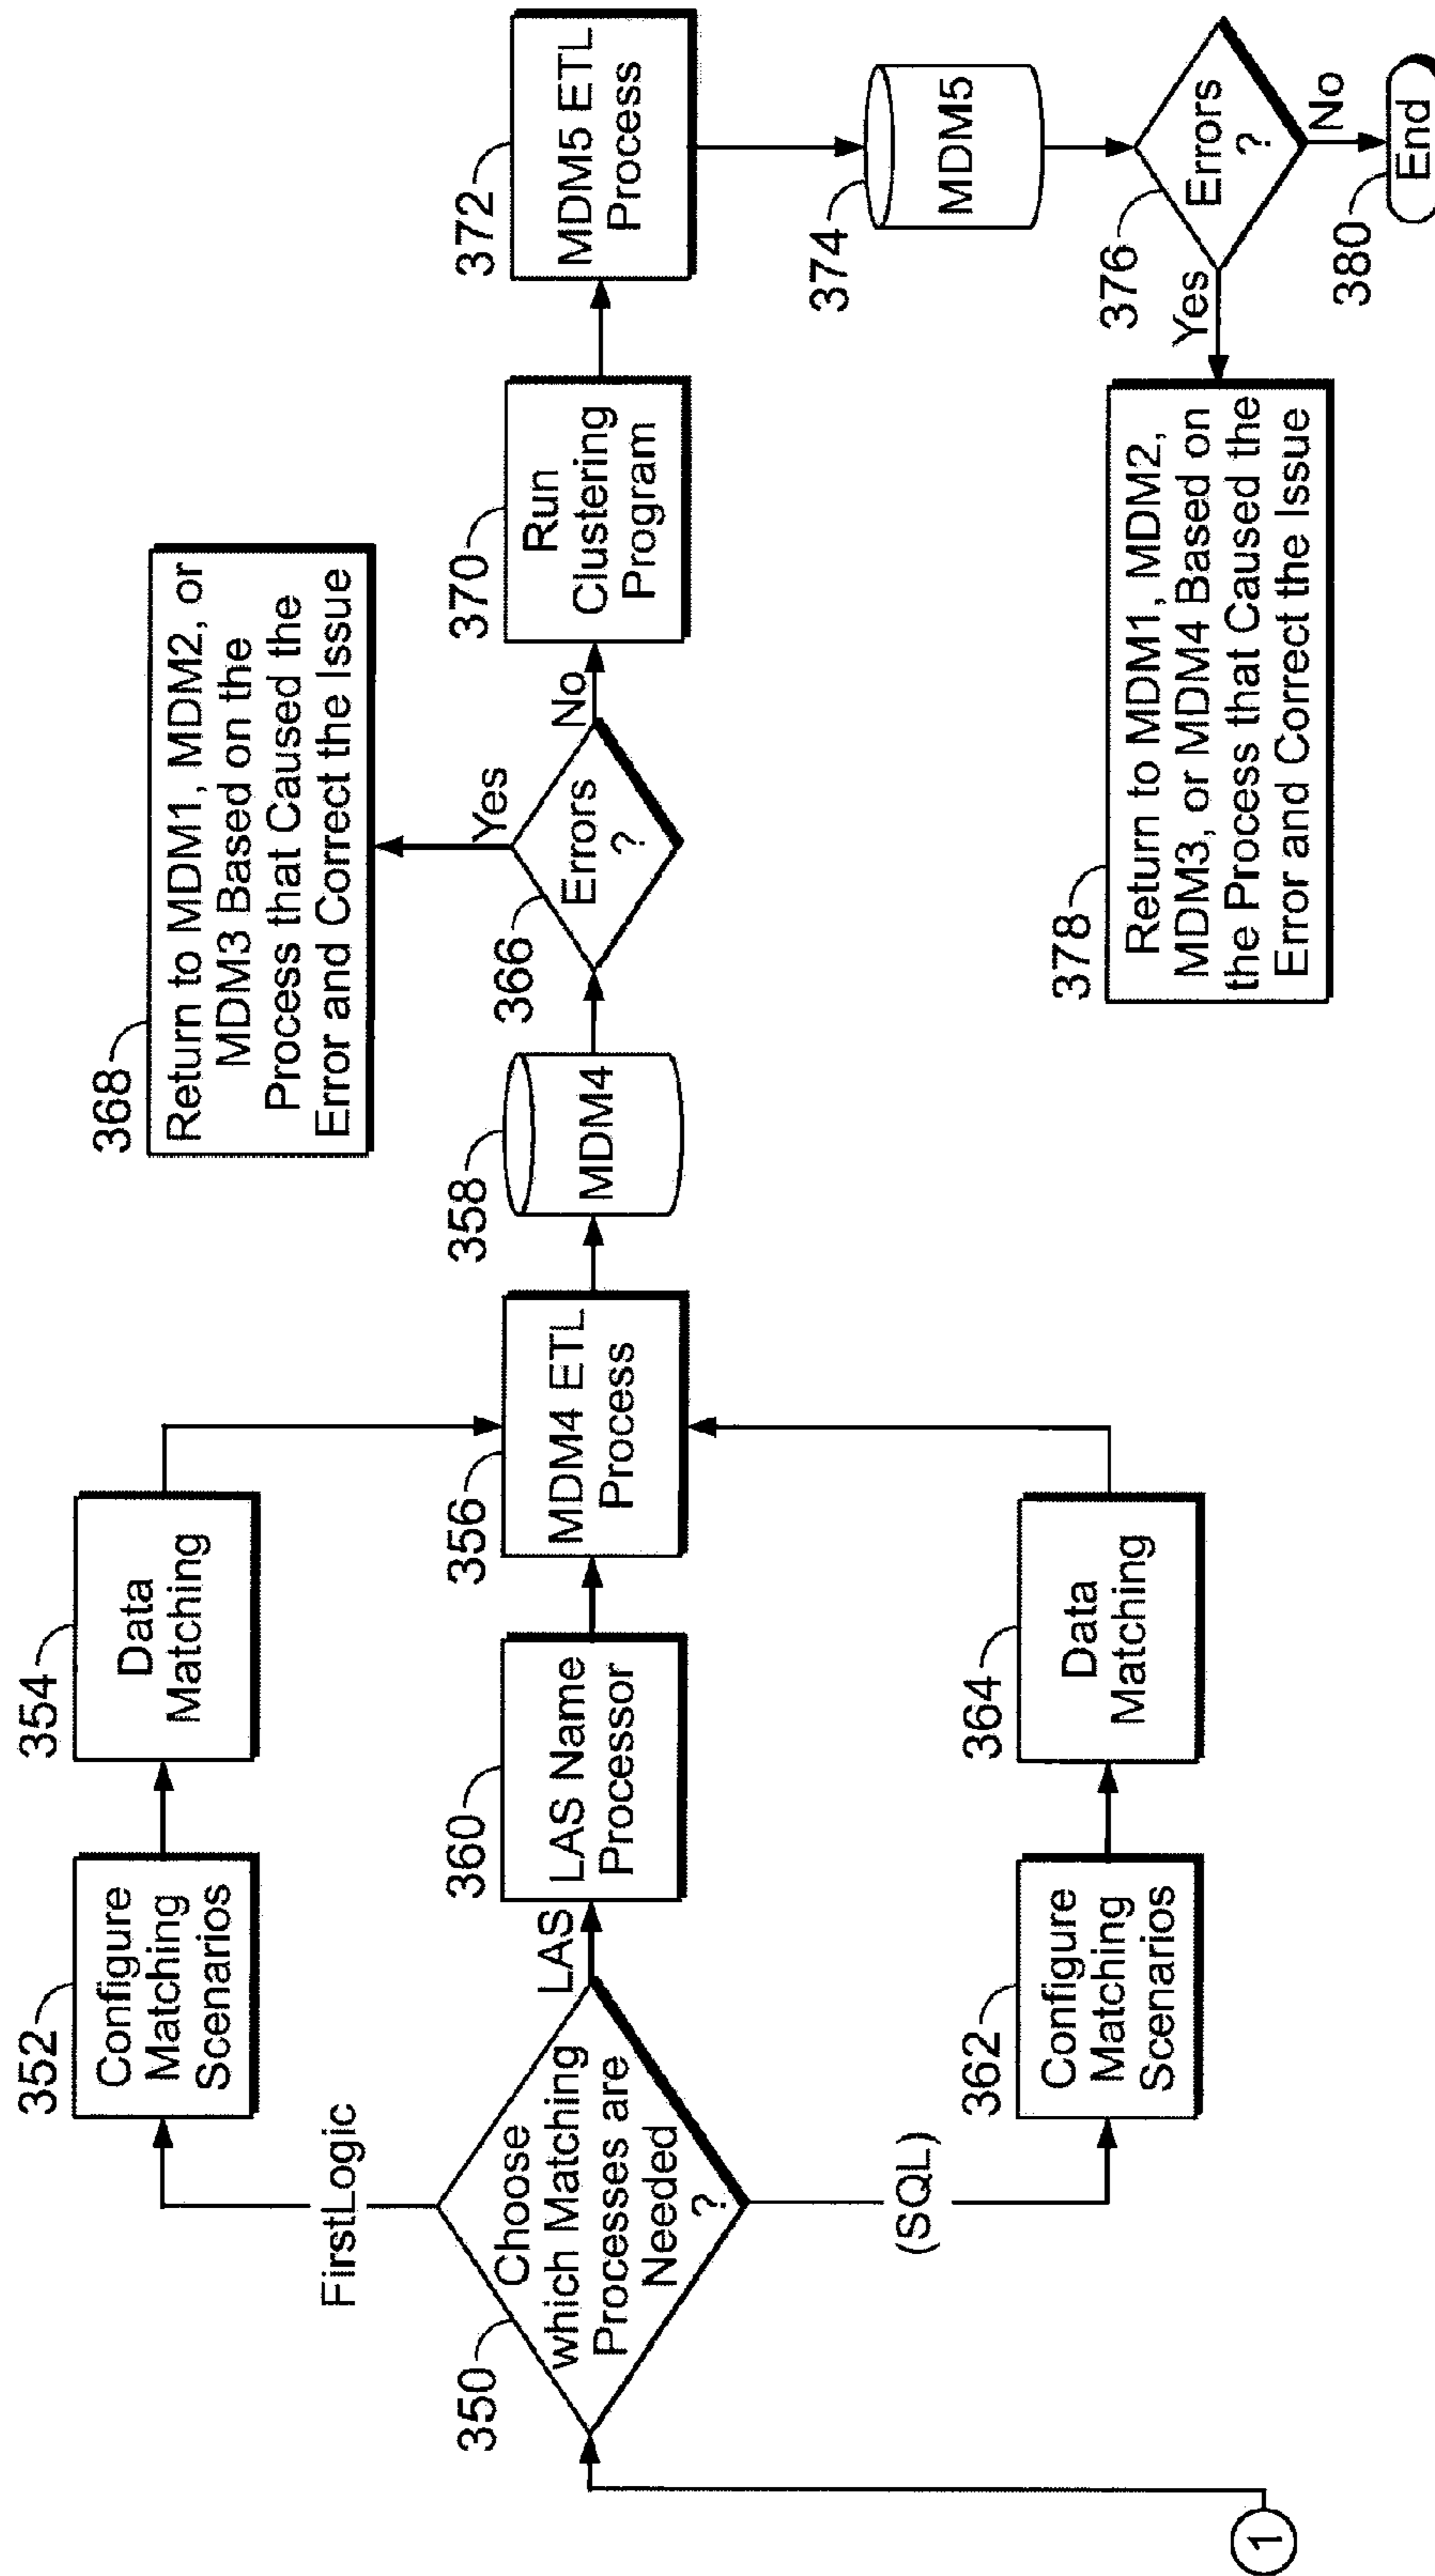 368
Return to MDM1, MDM2, or
MDM3 Based on the
Process that Caused the
Error and Correct the Issue
352
Configure
Matching
Scenarios
354
Data
Matching
FirstLogic
350
Choose
which Matching
Processes are
Needed
?
LAS
360
LAS Name
Processor
356
MDM4 ETL
Process
358
MDM4
366
Errors
?
Yes
No
370
Run
Clustering
Program
372
MDM5 ETL
Process
374
MDM5
(SQL)
362
Configure
Matching
Scenarios
364
Data
Matching
378
Return to MDM1, MDM2,
MDM3, or MDM4 Based on
the Process that Caused the
Error and Correct the Issue
Yes
376
Errors
?
No
380
End
1